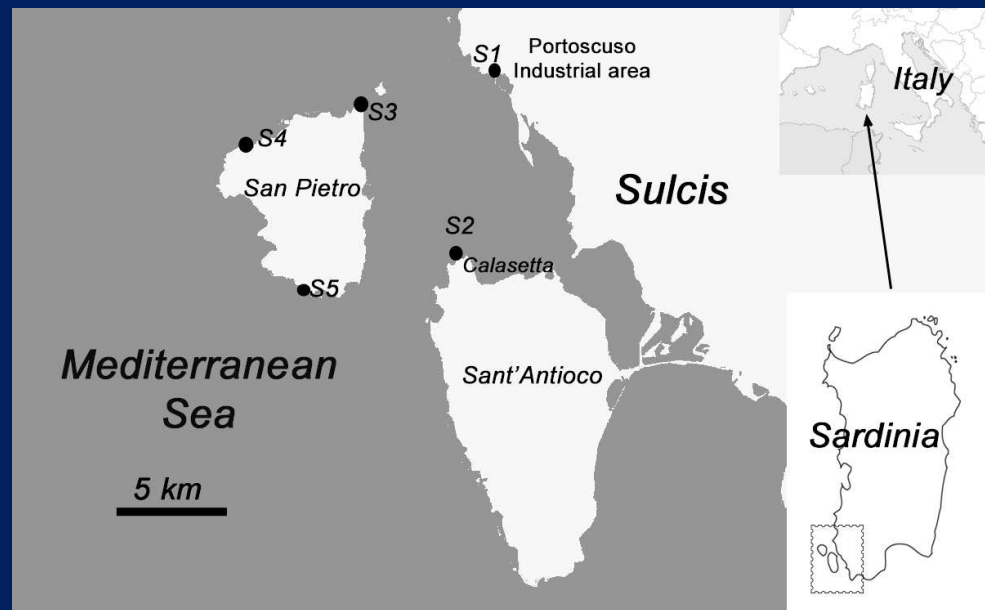 S1
Portoscuso
Industrial area
Italy
S3
S4
San Pietro
Sulcis
S2
Calasetta
S5
Mediterranean
Sea
Sant'Antioco
Sardinia
5 km